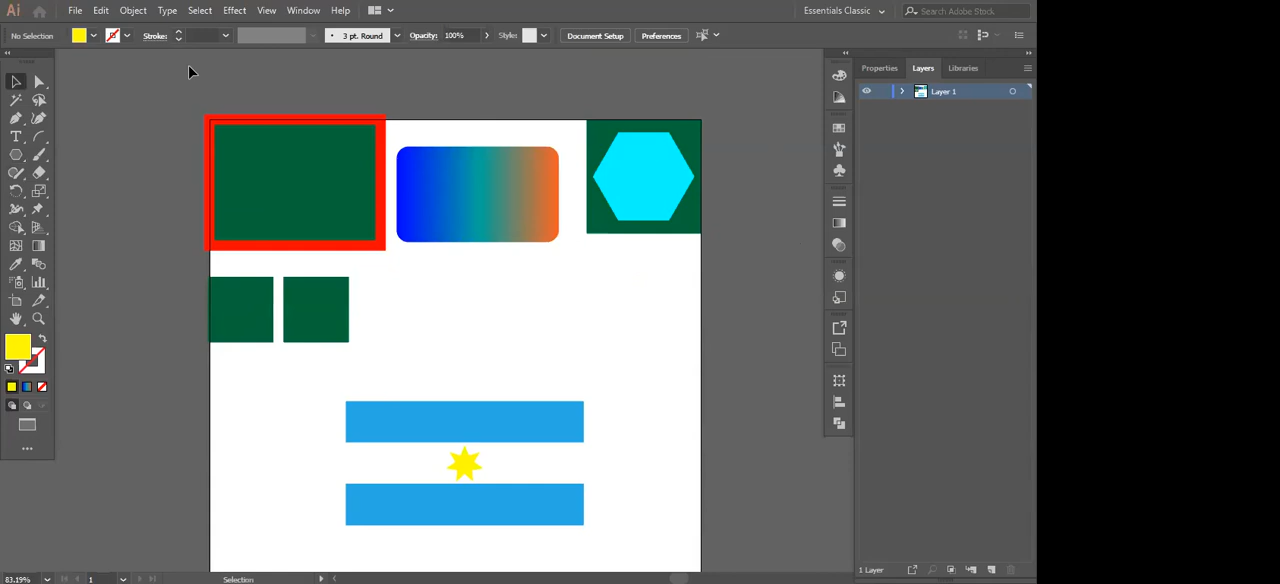 Ai File Edit Object Type Select Effect View Window Help Essentials Classic Search Adobe Stock
No Selection Stroke: 3 pt. Round Opacity: 100% Style: Document Setup Preferences
Properties Layers Libraries
Layer 1
83.19% 1 Selection 1 Layer